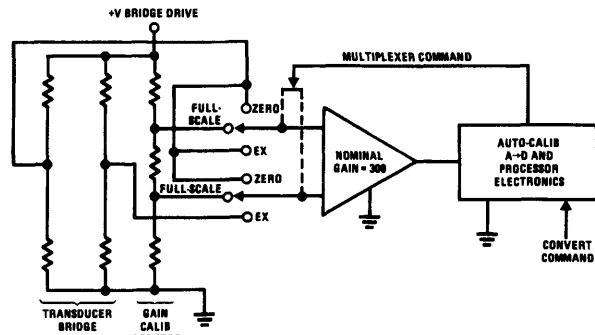 +V BRIDGE DRIVE
MULTIPLEXER COMMAND
FULL-
SCALE
ZERO
EX
ZERO
FULL-SCALE
EX
NOMINAL
GAIN = 300
AUTO-CALIB
A→D AND
PROCESSOR
ELECTRONICS
CONVERT
COMMAND
TRANSDUCER
BRIDGE
GAIN
CALIB